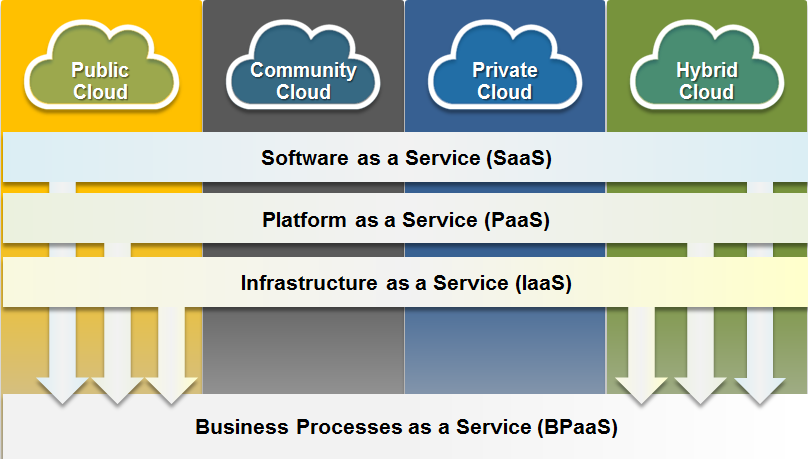 Public
Cloud
Community
Cloud
Private
Cloud
Hybrid
Cloud
Software as a Service (SaaS)
Platform as a Service (PaaS)
Infrastructure as a Service (IaaS)
Business Processes as a Service (BPaaS)